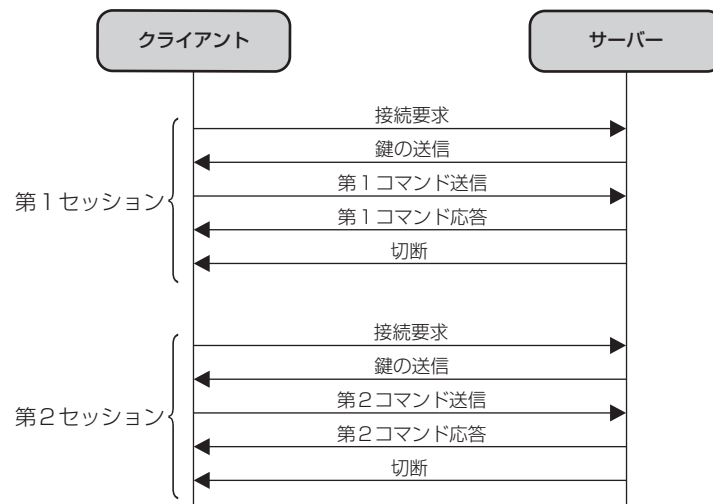 クライアント
サーバー
接続要求
鍵の送信
第1セッション
第1コマンド送信
第1コマンド応答
切断
接続要求
鍵の送信
第2セッション
第2コマンド送信
第2コマンド応答
切断